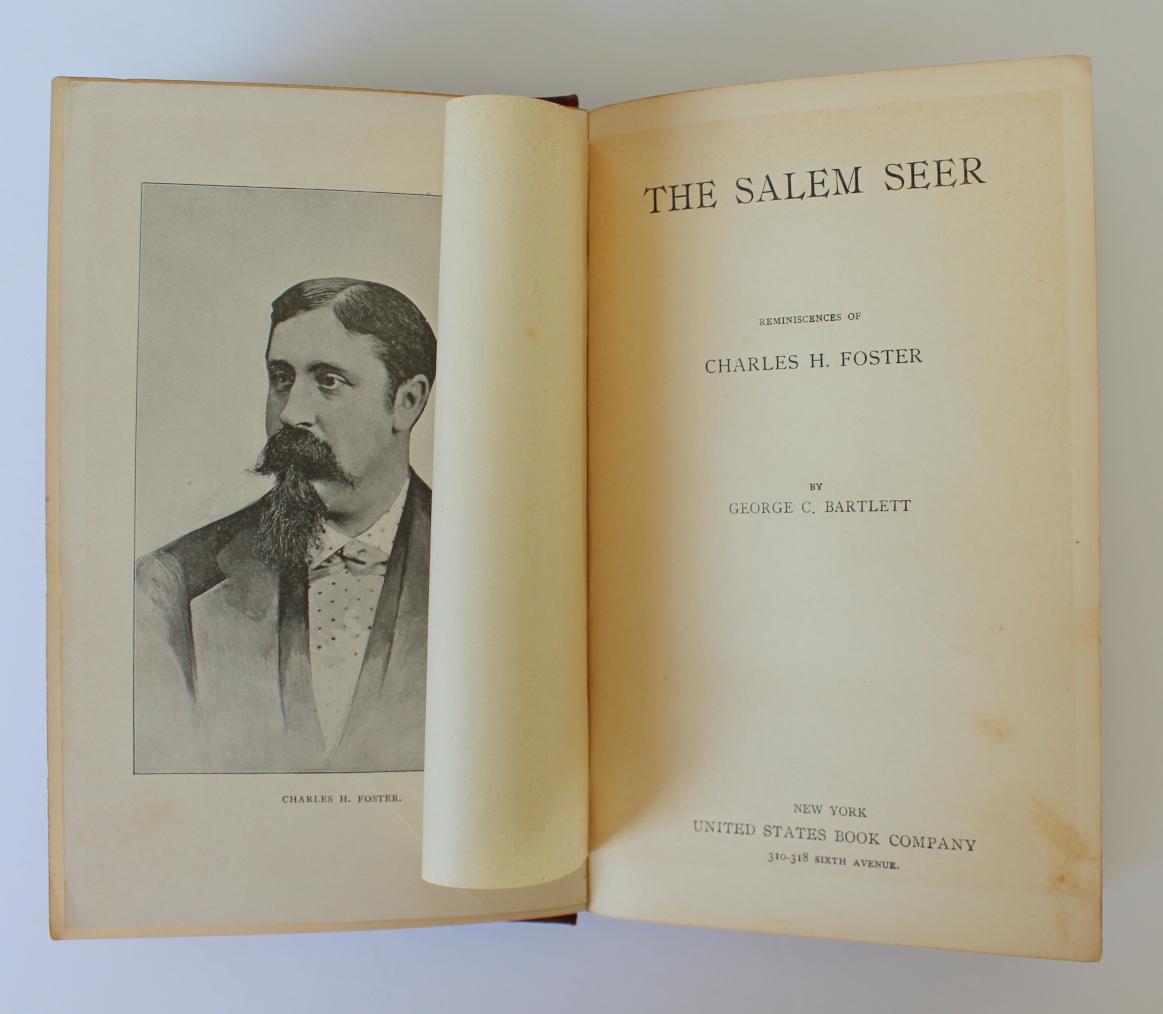 CHARLES H. FOSTER.
THE SALEM SEER
REMINISCENCES OF
CHARLES H. FOSTER
BY
GEORGE C. BARTLETT
NEW YORK
UNITED STATES BOOK COMPANY
310-318 SIXTH AVENUE.